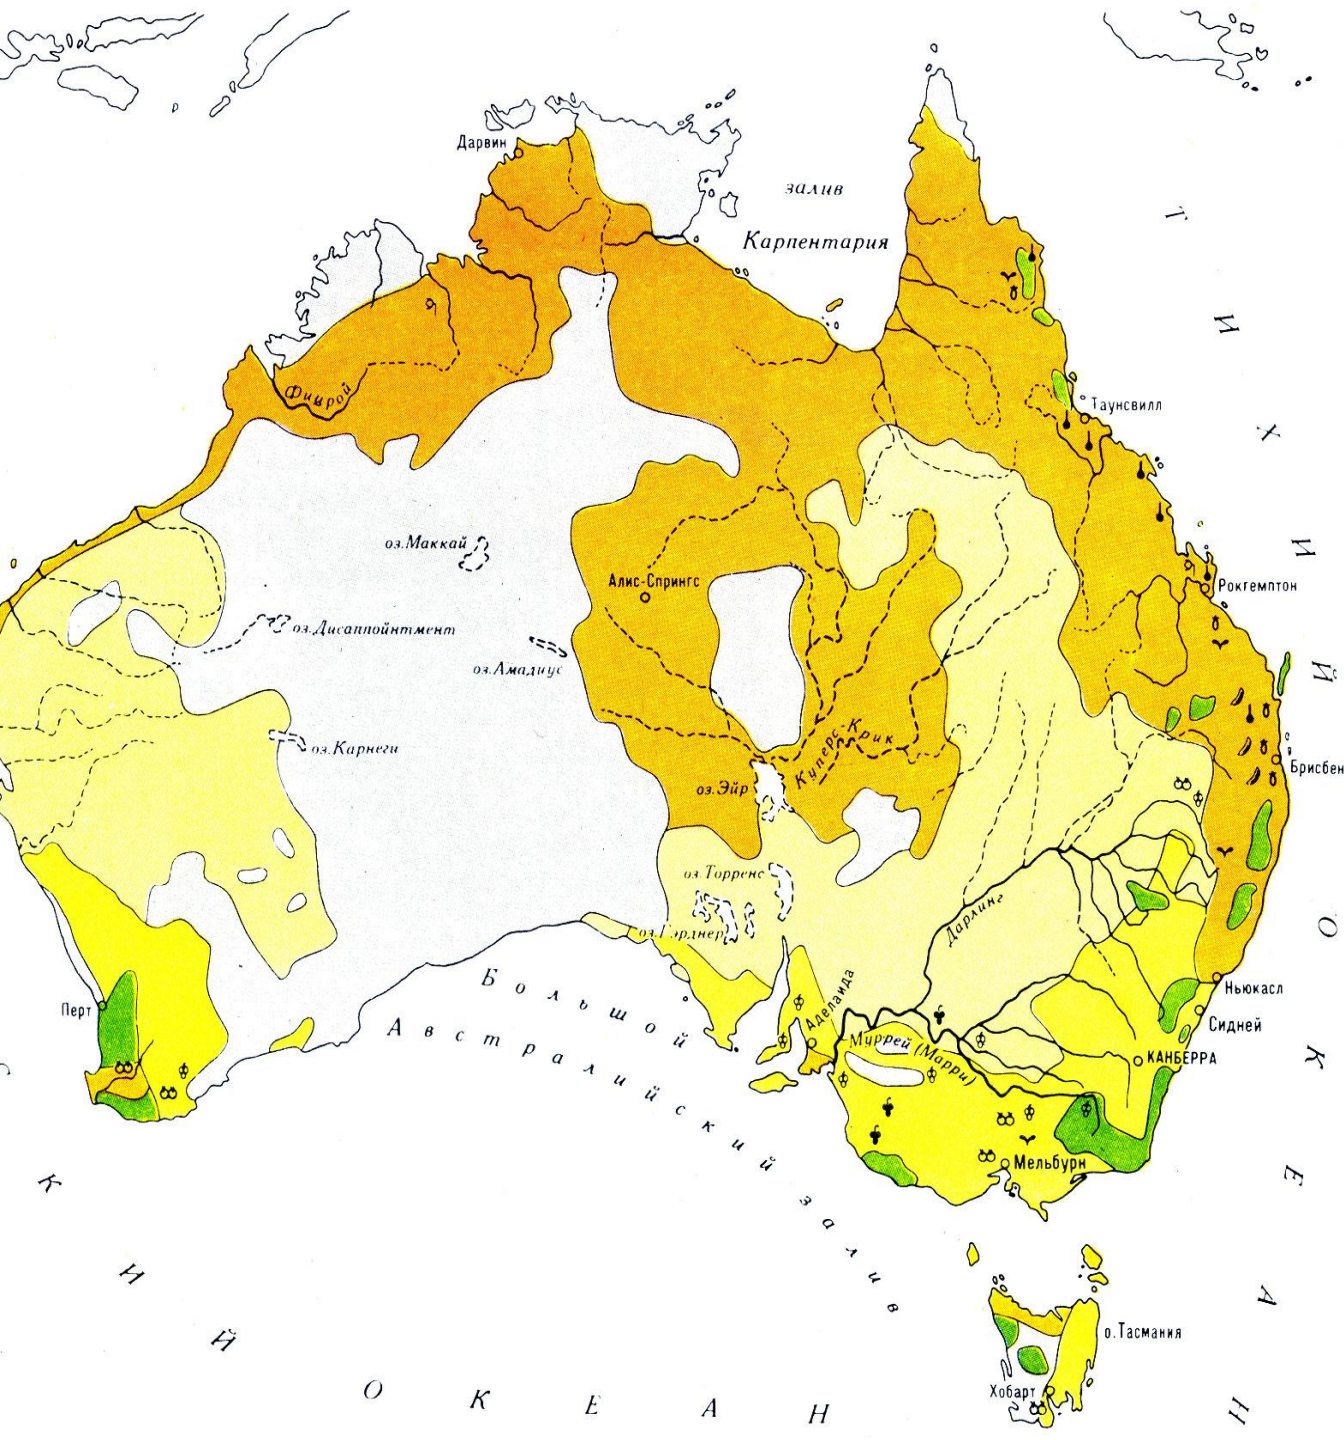 Дарвин
залив
Карпентария
Фицрой
Таунсвилл
оз.Маккай
Алис-Спрингс
Рокгемптон
оз.Дисаппойнтмент
оз.Амадиус
оз.Карнеги
Куперс-Крик
оз.Эйр
Брисбен
оз.Торренс
оз.Гэрднер
Дарлинг
Перт
Большой
Австралийский залив
Аделаида
Муррей (Марри)
Ньюкасл
Сидней
КАНБЕРРА
Мельбурн
о.Тасмания
Хобарт
ТИХИЙ
ОКЕАН
КИЙ
ОКЕАН